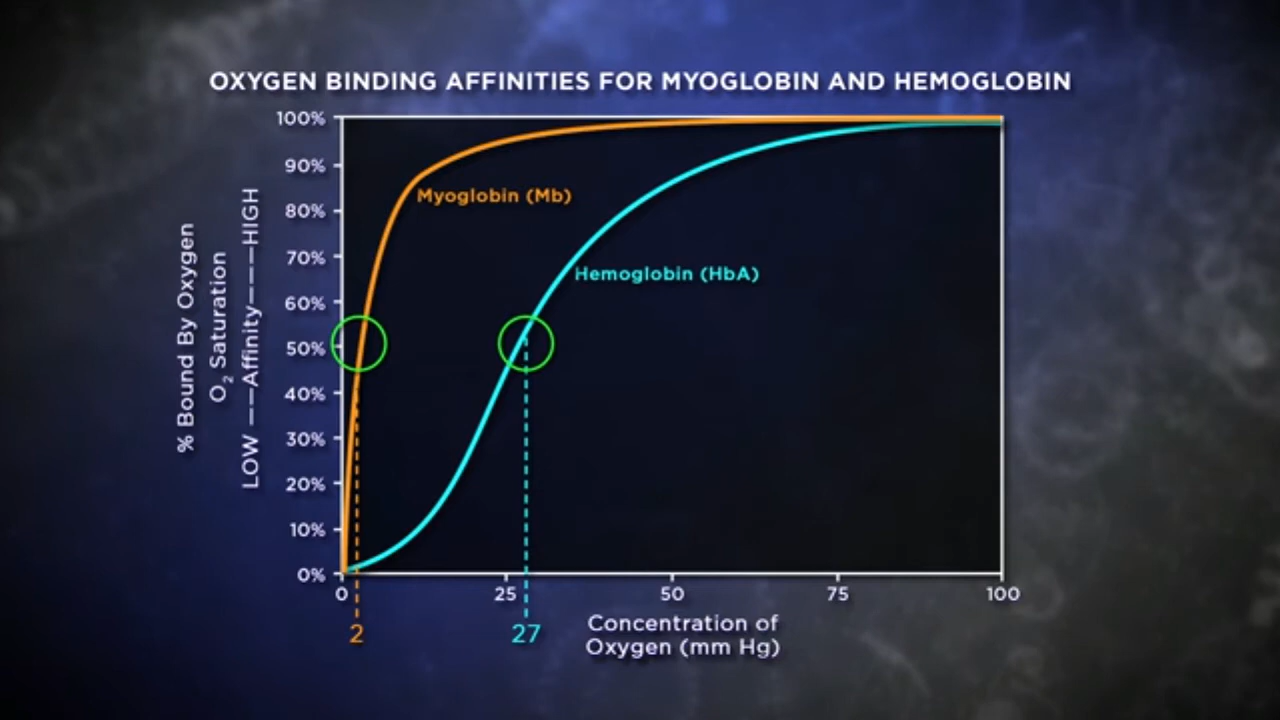 OXYGEN BINDING AFFINITIES FOR MYOGLOBIN AND HEMOGLOBIN
% Bound By Oxygen
O₂ Saturation
LOW ——Affinity———HIGH
100%
90%
80%
70%
60%
50%
40%
30%
20%
10%
0%
Myoglobin (Mb)
Hemoglobin (HbA)
0
25
50
75
100
2
27
Concentration of
Oxygen (mm Hg)